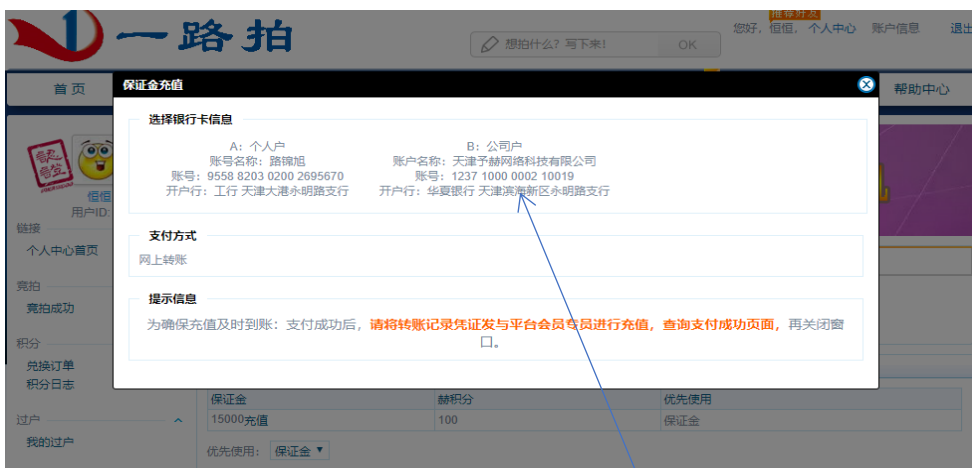 推荐好友
一路拍
想拍什么？写下来!
OK
您好，恒恒，
个人中心
账户信息
退出
首 页
帮助中心
保证金充值
选择银行卡信息
A：个人户
账号名称：路锦旭
账号：9558 8203 0200 2695670
开户行：工行 天津大港永明路支行
B：公司户
账户名称：天津予赫网络科技有限公司
账号：1237 1000 0002 10019
开户行：华夏银行 天津滨海新区永明路支行
支付方式
网上转账
提示信息
为确保充值及时到账：支付成功后，请将转账记录凭证发与平台会员专员进行充值，查询支付成功页面，再关闭窗
口。
恒恒
用户ID:
链接
个人中心首页
竞拍
竞拍成功
积分
兑换订单
积分日志
过户
我的过户
保证金
赫积分
优先使用
15000充值
100
保证金
优先使用：
保证金